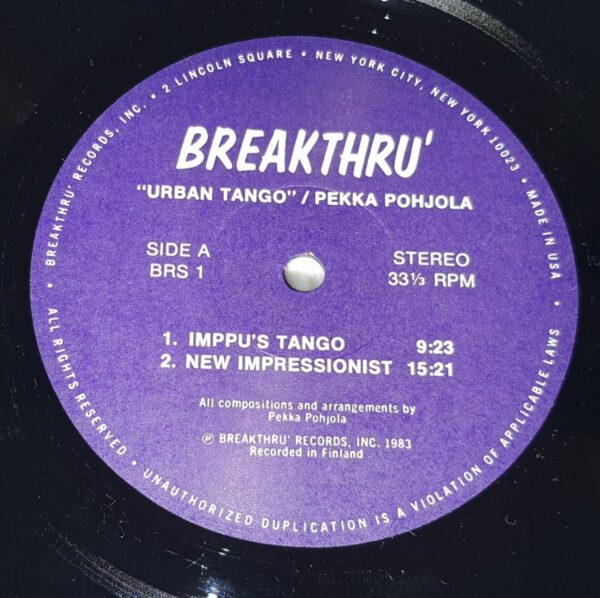 BREAKTHRU' RECORDS, INC. • 2 LINCOLN SQUARE • NEW YORK CITY, NEW YORK 10023 • MADE IN USA •
BREAKTHRU'
"URBAN TANGO" / PEKKA POHJOLA
SIDE A STEREO
BRS 1 33⅓ RPM
1. IMPPU'S TANGO 9:23
2. NEW IMPRESSIONIST 15:21
All compositions and arrangements by
Pekka Pohjola
℗ BREAKTHRU' RECORDS, INC. 1983
Recorded in Finland
ALL RIGHTS RESERVED • UNAUTHORIZED DUPLICATION IS A VIOLATION OF APPLICABLE LAWS •